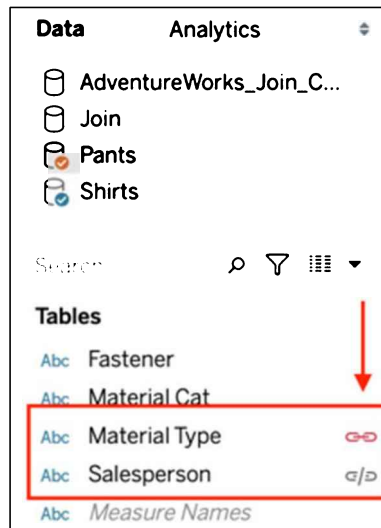 Data Analytics
AdventureWorks_Join_C...
Join
Pants
Shirts
Search
Tables
Abc Fastener
Abc Material Cat
Abc Material Type
Abc Salesperson
Abc Measure Names